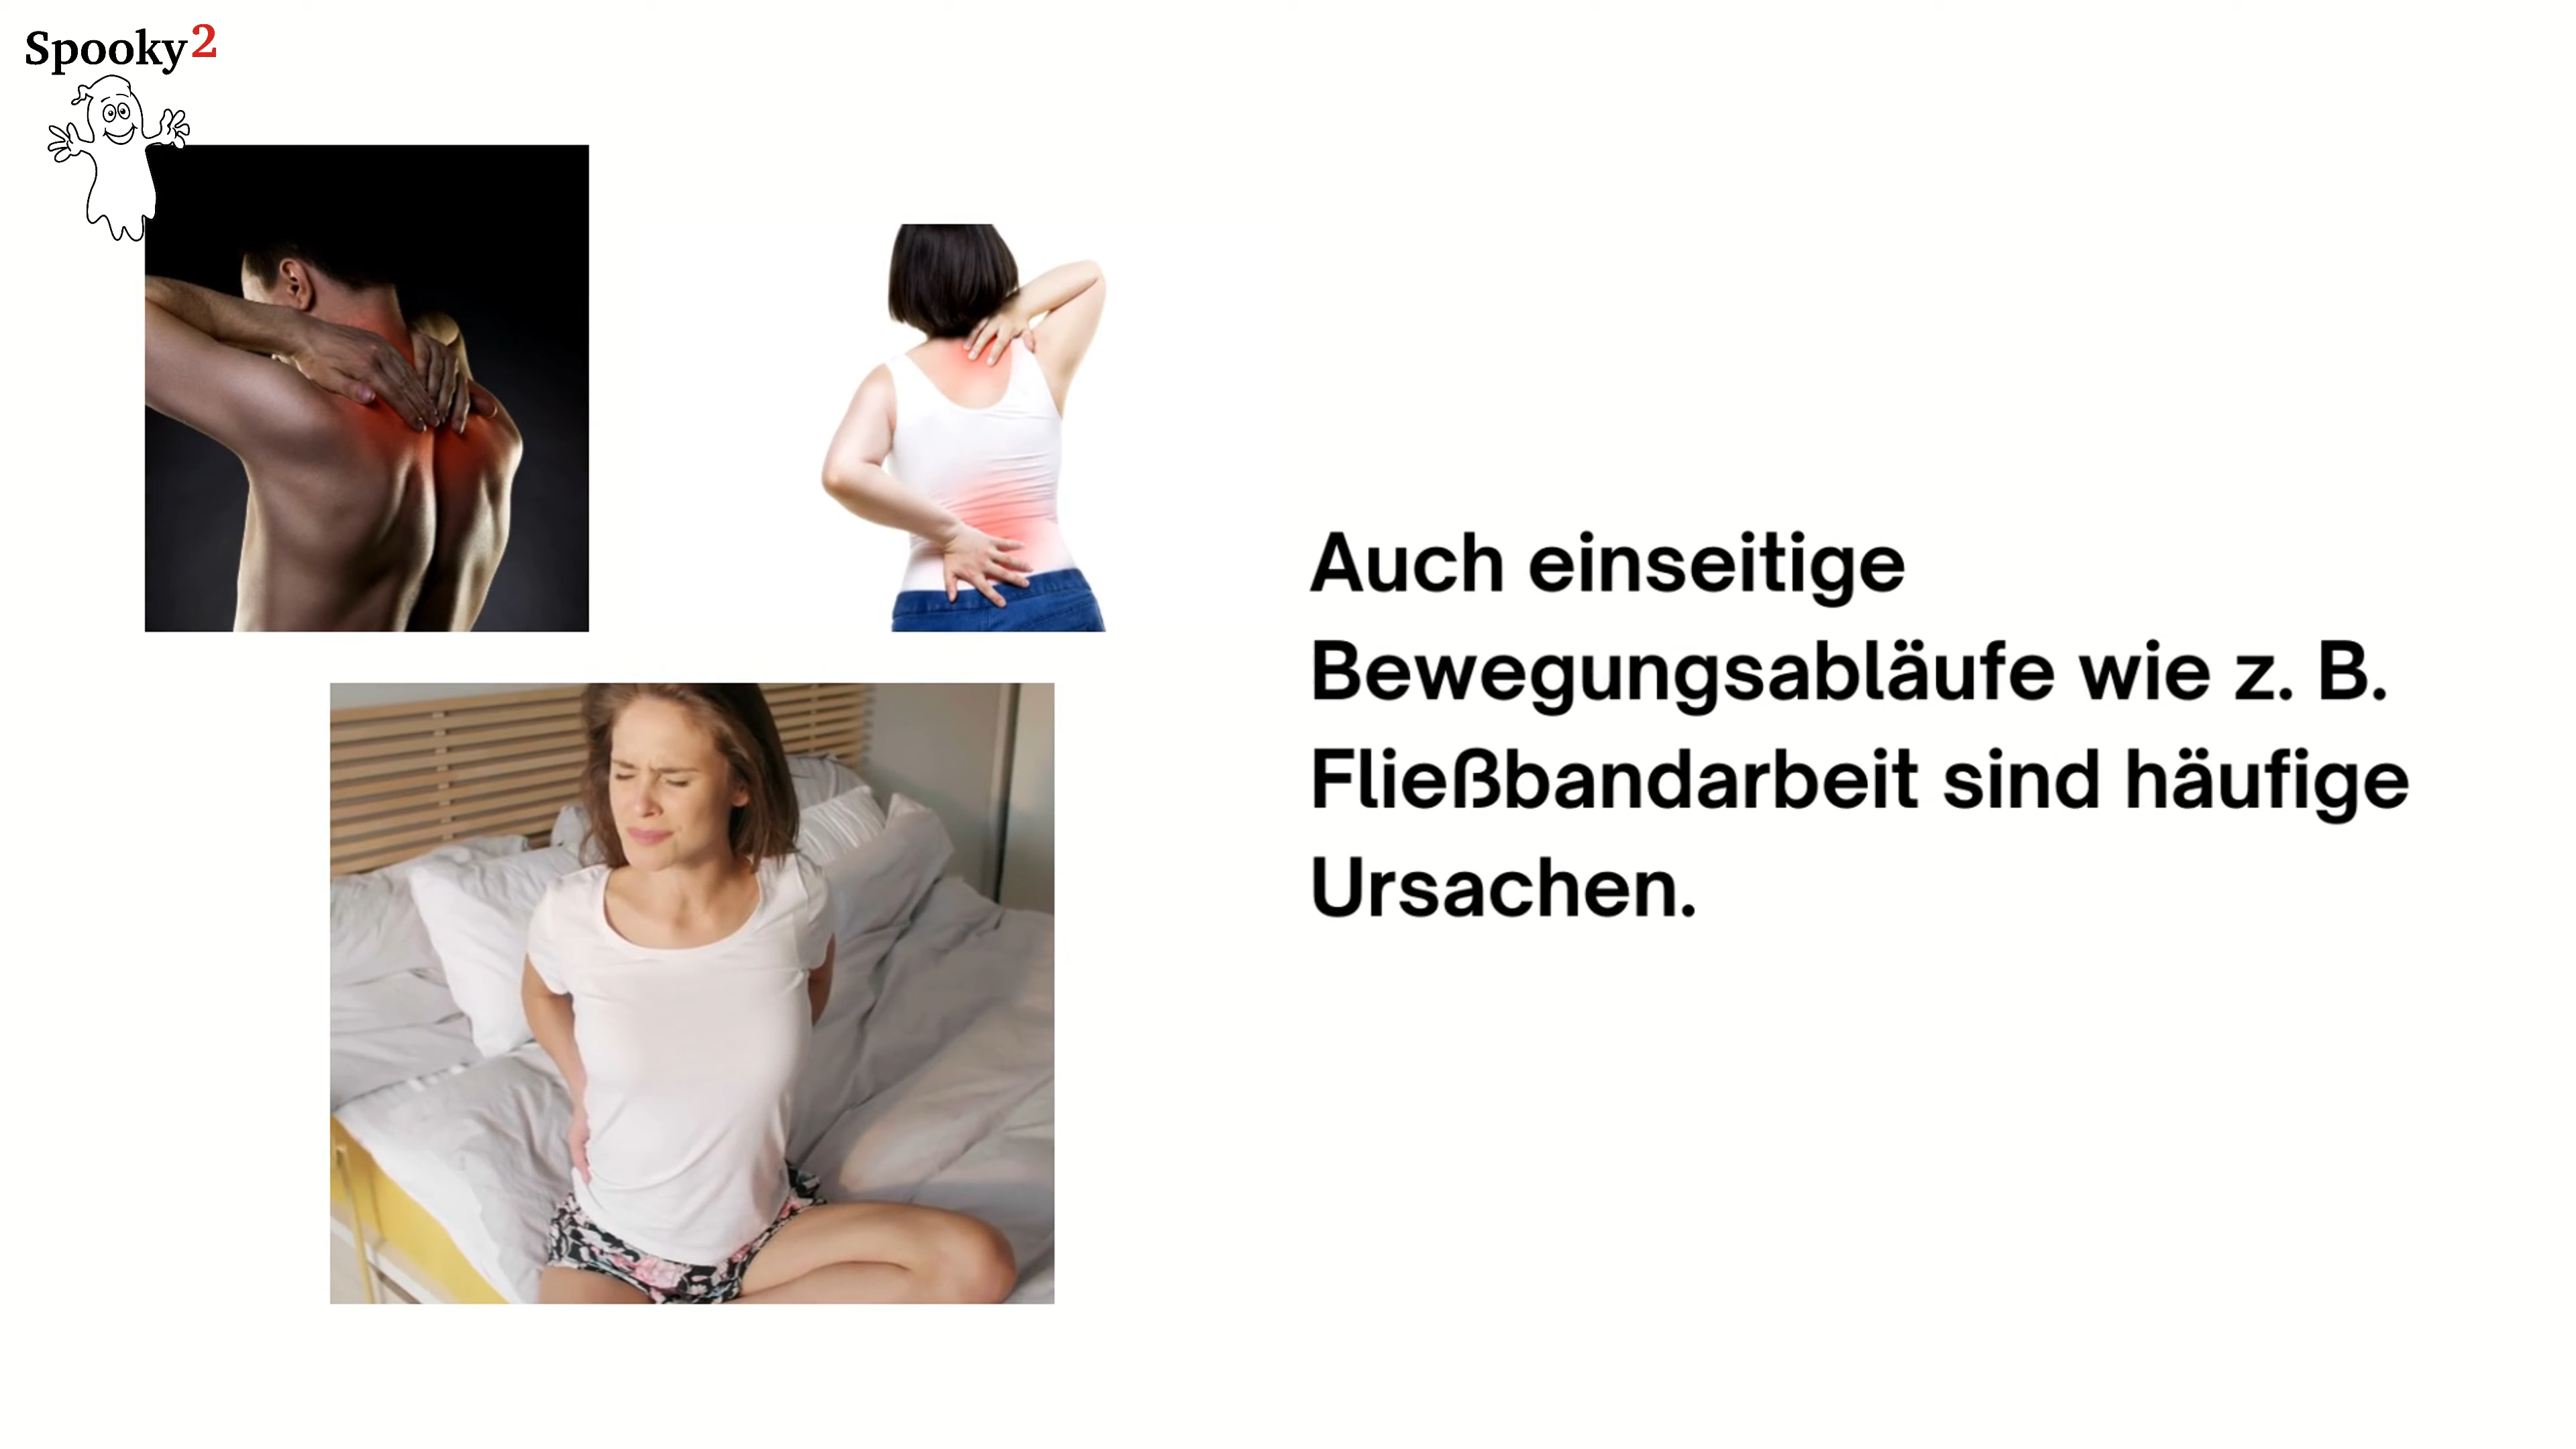 Spooky2
Auch einseitige
Bewegungsabläufe wie z. B.
Fließbandarbeit sind häufige
Ursachen.